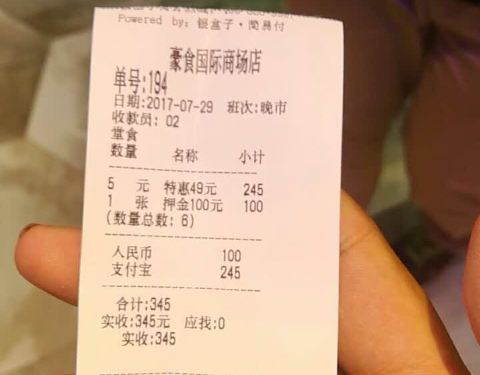 Powered by: 银盒子·简易付
豪食国际商场店
单号:194
日期:2017-07-29 班次:晚市
收款员: 02
堂食
数量 名称 小计
5 元 特惠49元 245
1 张 押金100元 100
(数量总数: 6)
人民币 100
支付宝 245
合计:345
实收:345元 应找:0
实收:345